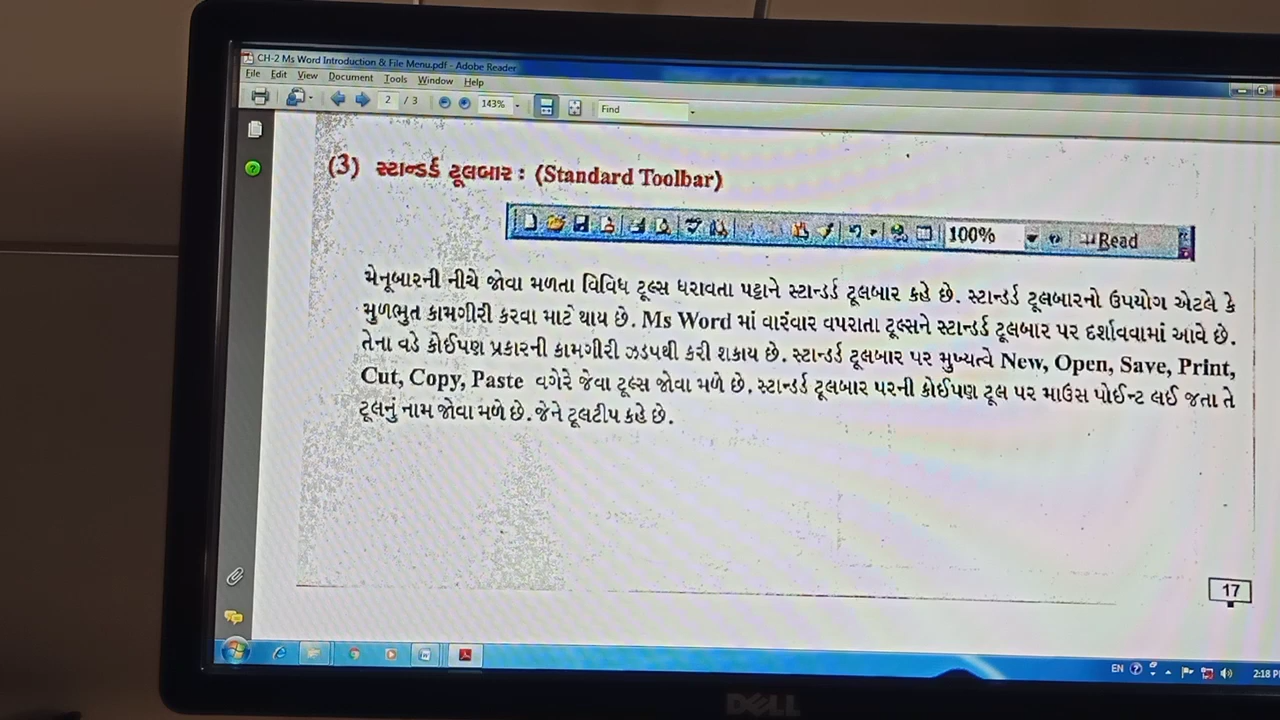 CH-2 Ms Word Introduction & File Menu.pdf - Adobe Reader
File Edit View Document Tools Window Help
2 / 3 143% Find
(3) સ્ટાન્ડર્ડ ટૂલબાર : (Standard Toolbar)
100% Read
મેનૂબારની નીચે જોવા મળતા વિવિધ ટૂલ્સ ધરાવતા પટ્ટાને સ્ટાન્ડર્ડ ટૂલબાર કહે છે. સ્ટાન્ડર્ડ ટૂલબારનો ઉપયોગ એટલે કે
મુળભુત કામગીરી કરવા માટે થાય છે. Ms Word માં વારંવાર વપરાતા ટૂલ્સને સ્ટાન્ડર્ડ ટૂલબાર પર દર્શાવવામાં આવે છે.
તેના વડે કોઈપણ પ્રકારની કામગીરી ઝડપથી કરી શકાય છે. સ્ટાન્ડર્ડ ટૂલબાર પર મુખ્યત્વે New, Open, Save, Print,
Cut, Copy, Paste વગેરે જેવા ટૂલ્સ જોવા મળે છે. સ્ટાન્ડર્ડ ટૂલબાર પરની કોઈપણ ટૂલ પર માઉસ પોઈન્ટ લઈ જતા તે
ટૂલનું નામ જોવા મળે છે. જેને ટૂલટીપ કહે છે.
17
EN 2:18 P
DELL